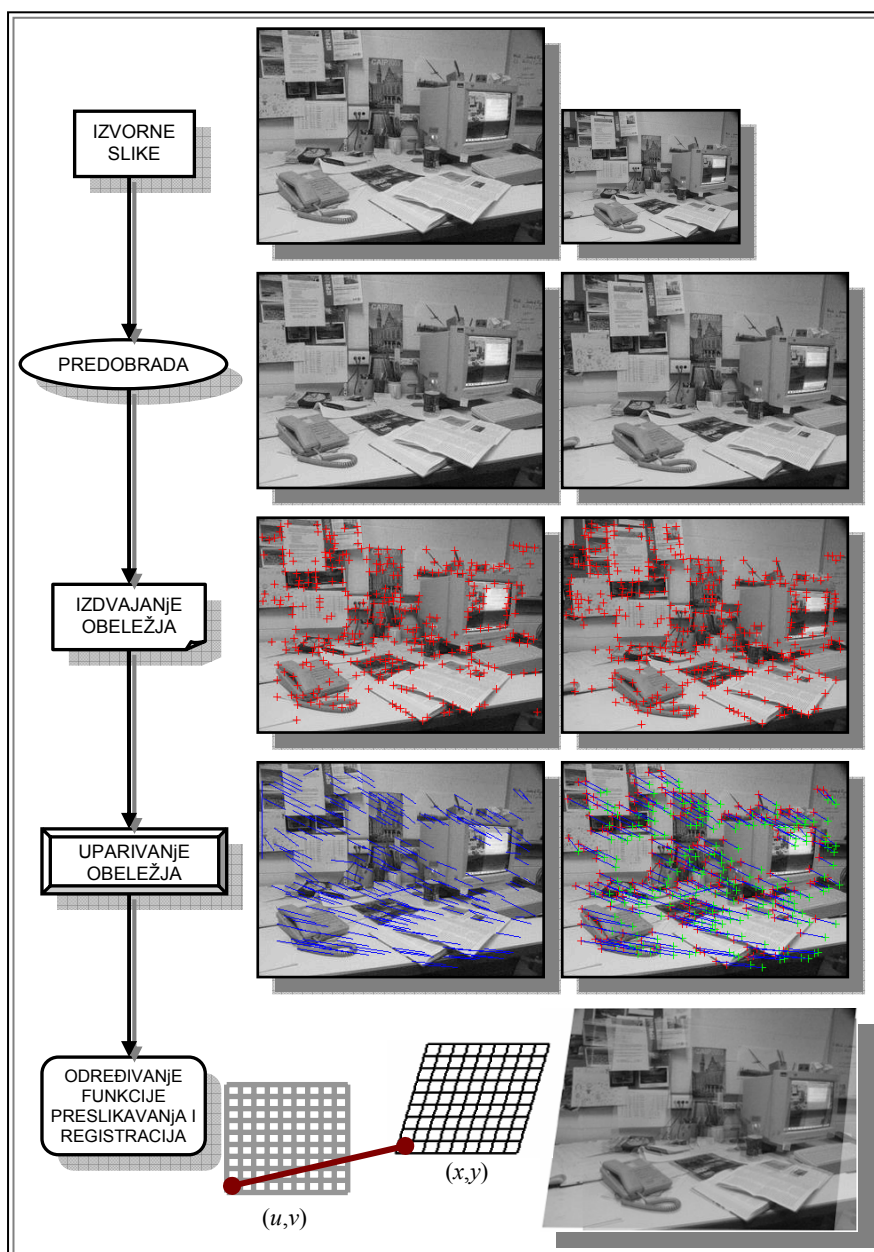 IZVORNE
SLIKE
PREDOBRADA
IZDVAJANjE
OBELEŽJA
UPARIVANjE
OBELEŽJA
ODREĐIVANjE
FUNKCIJE
PRESLIKAVANjA I
REGISTRACIJA
(u,v)
(x,y)